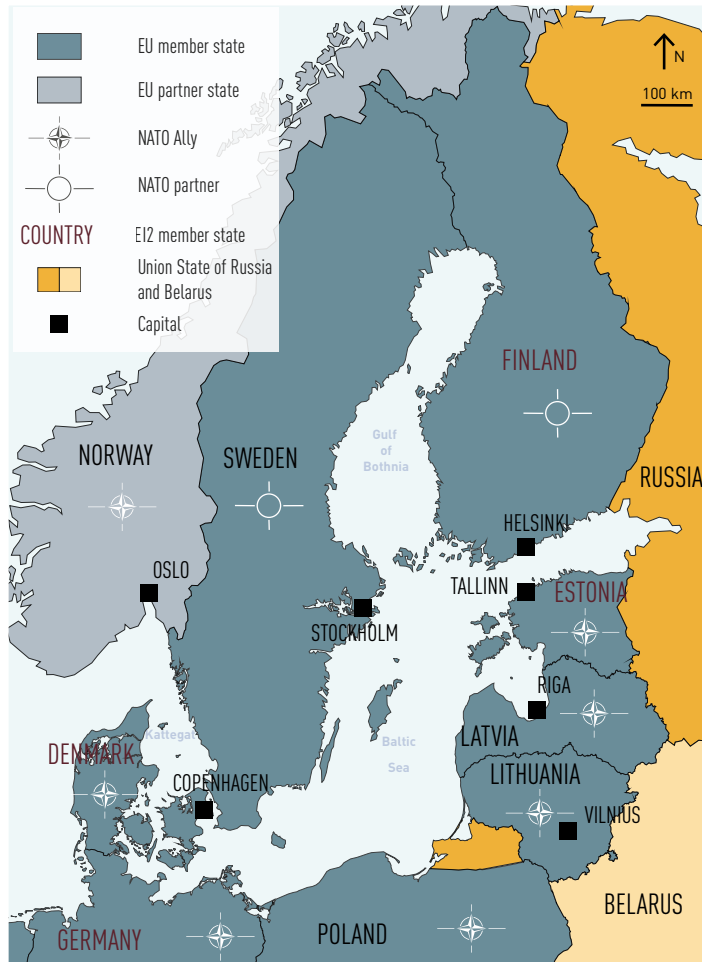 EU member state
EU partner state
NATO Ally
NATO partner
COUNTRY
EI2 member state
Union State of Russia
and Belarus
Capital
N
100 km
FINLAND
Gulf
of
Bothnia
NORWAY
SWEDEN
RUSSIA
HELSINKI
OSLO
TALLINN
ESTONIA
STOCKHOLM
RIGA
Kattegat
LATVIA
DENMARK
Baltic
Sea
LITHUANIA
COPENHAGEN
VILNIUS
BELARUS
GERMANY
POLAND